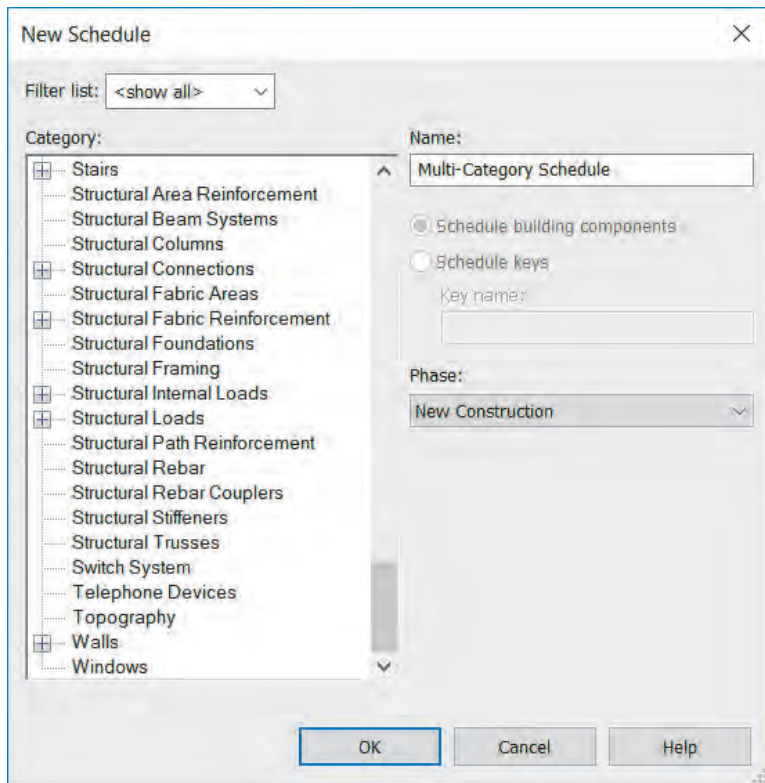 New Schedule
Filter list: <show all>
Category:
Stairs
Structural Area Reinforcement
Structural Beam Systems
Structural Columns
Structural Connections
Structural Fabric Areas
Structural Fabric Reinforcement
Structural Foundations
Structural Framing
Structural Internal Loads
Structural Loads
Structural Path Reinforcement
Structural Rebar
Structural Rebar Couplers
Structural Stiffeners
Structural Trusses
Switch System
Telephone Devices
Topography
Walls
Windows
Name:
Multi-Category Schedule
Schedule building components
Schedule keys
Key name:
Phase:
New Construction
OK Cancel Help